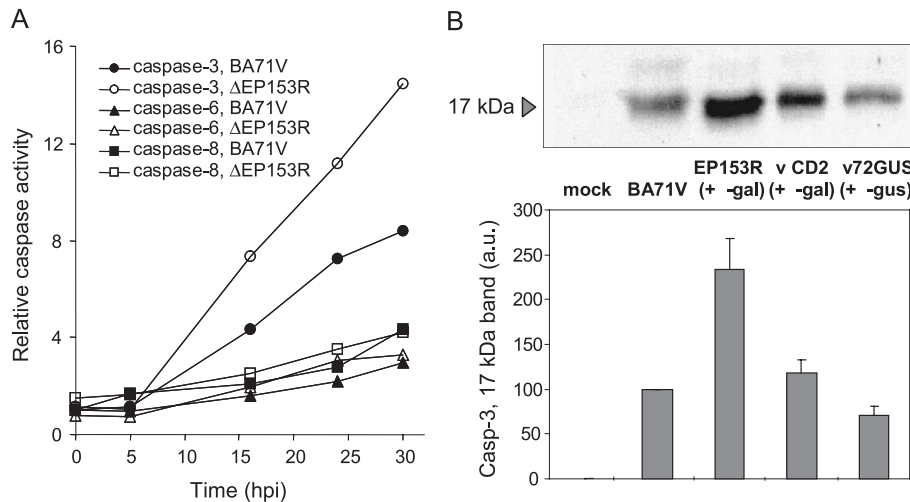 A
16
12
8
4
0
Relative caspase activity
caspase-3, BA71V
caspase-3, ΔEP153R
caspase-6, BA71V
caspase-6, ΔEP153R
caspase-8, BA71V
caspase-8, ΔEP153R
0 5 10 15 20 25 30
Time (hpi)
B
17 kDa
mock BA71V EP153R (+ -gal) v CD2 (+ -gal) v72GUS (+ -gus)
300
250
200
150
100
50
0
Casp-3, 17 kDa band (a.u.)